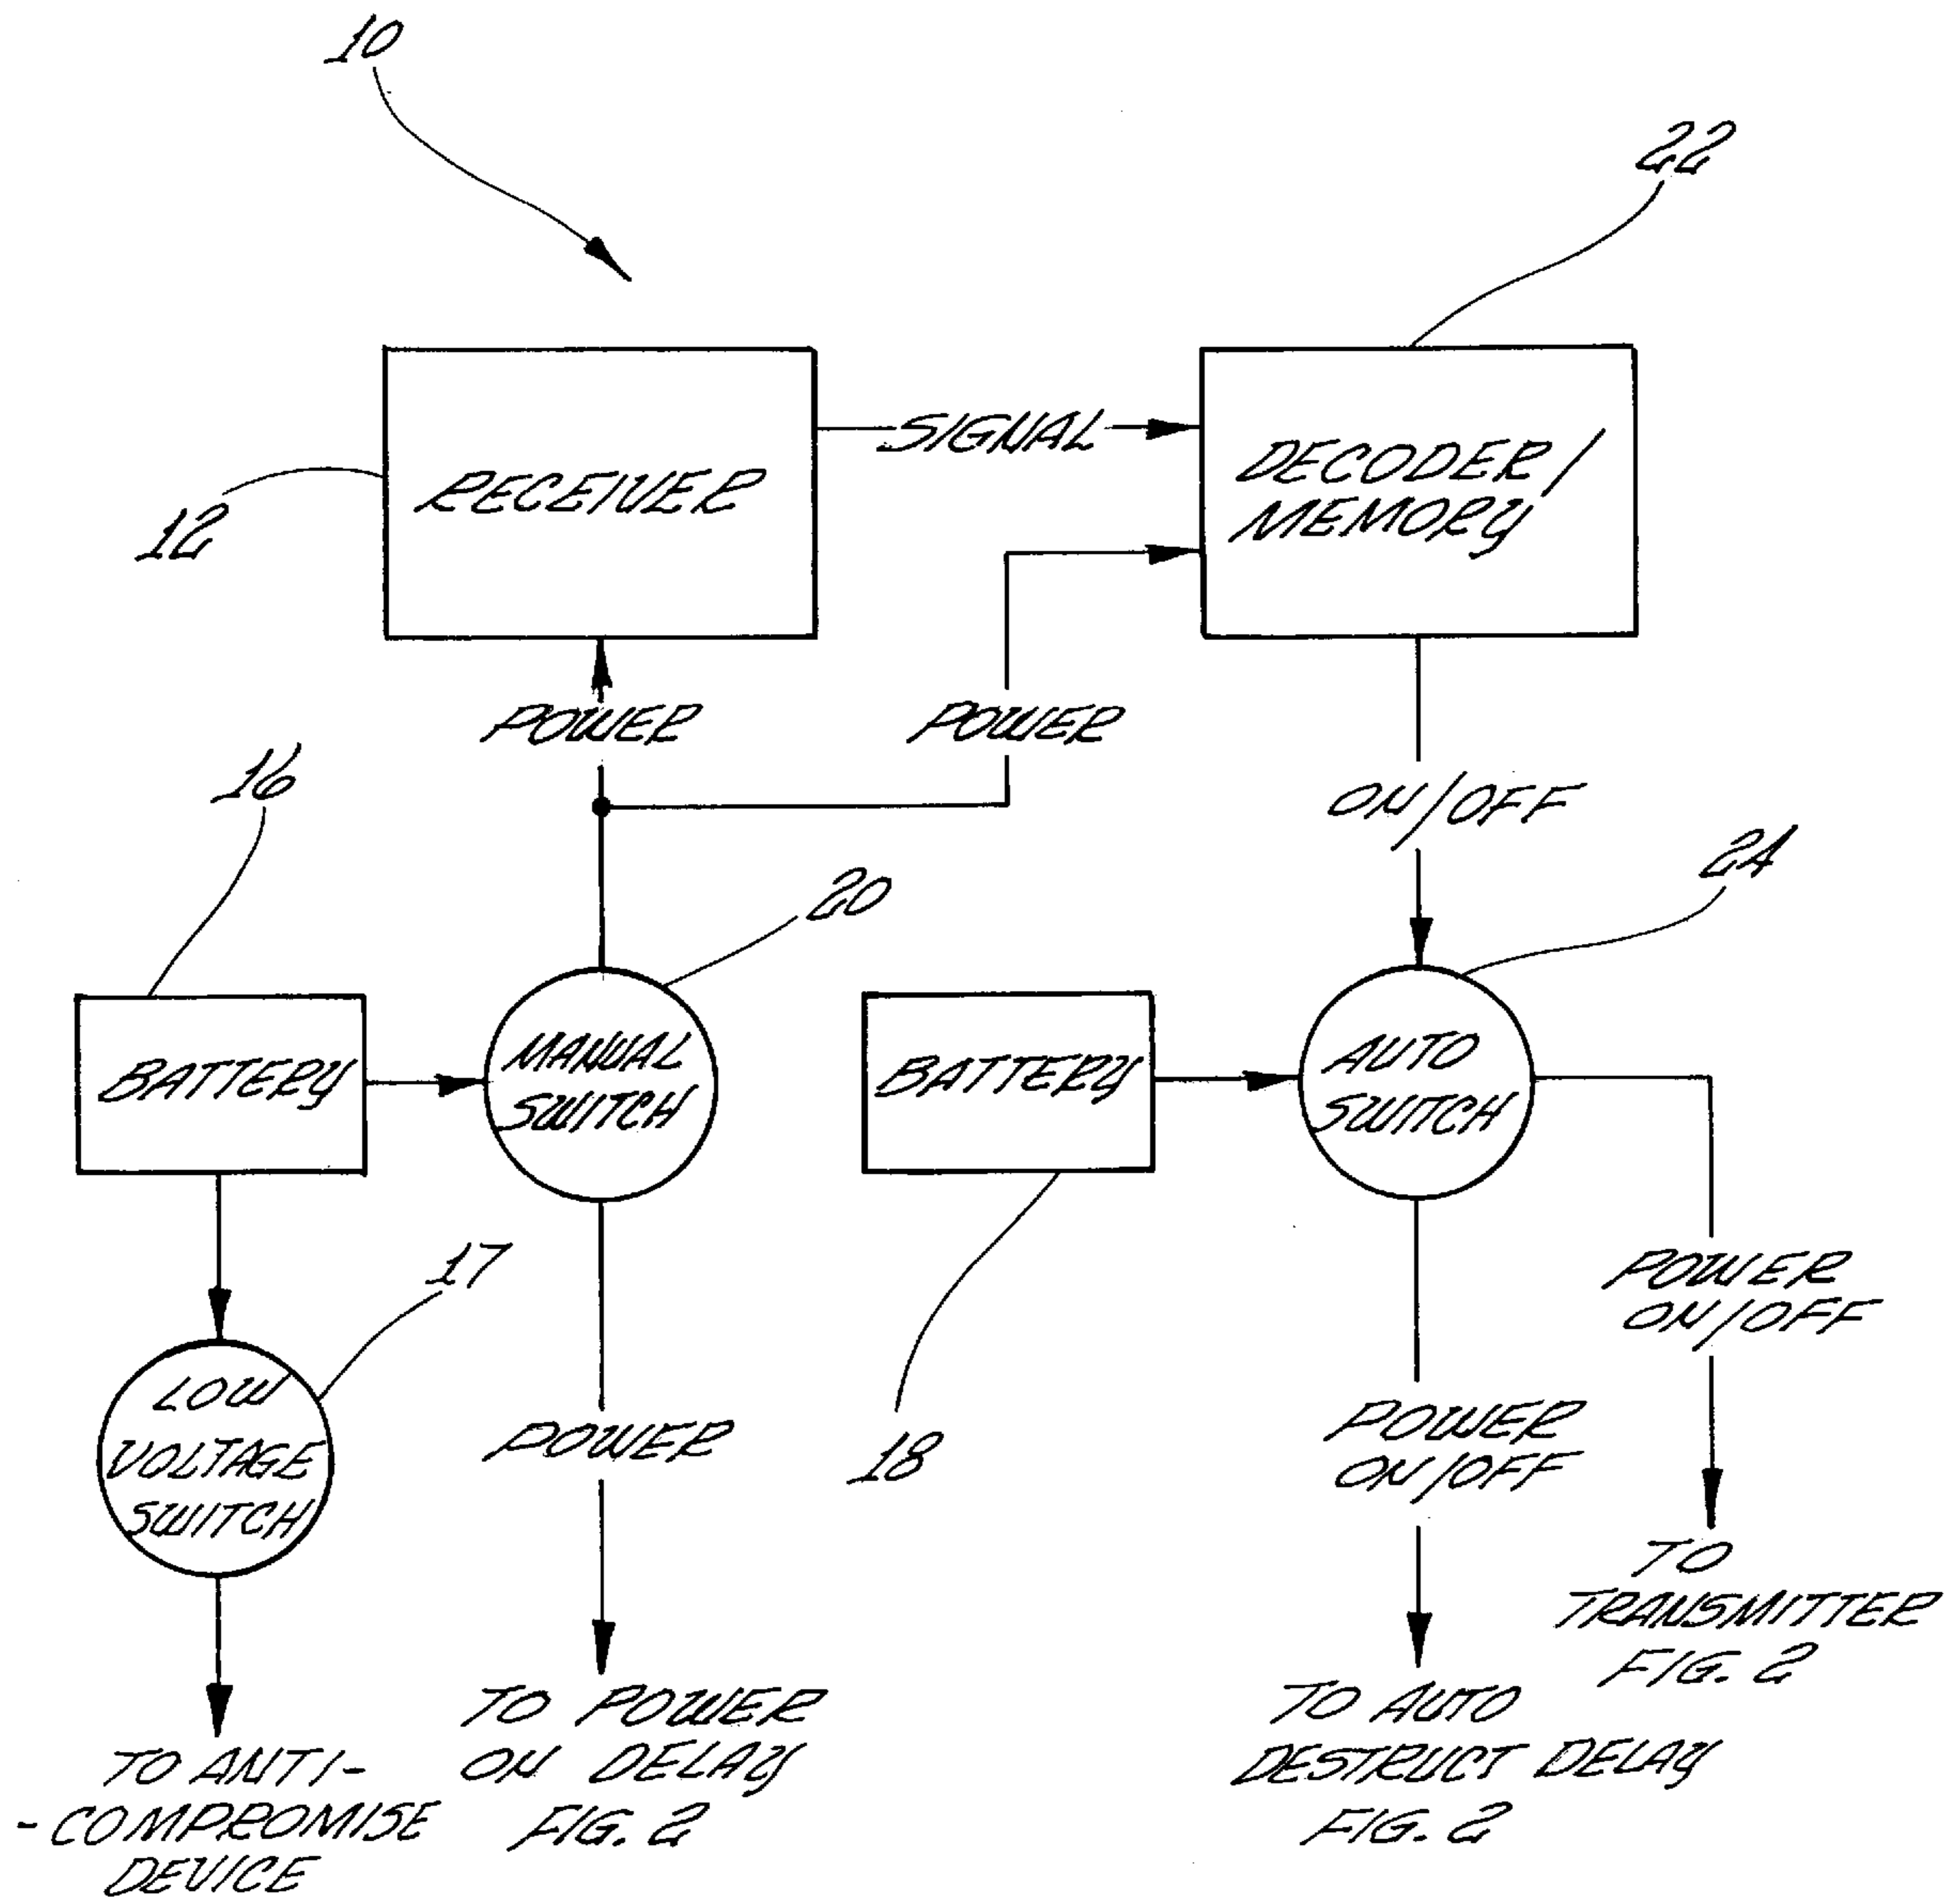 10
22
RECEIVER
SIGNAL
DECODER/
MEMORY
12
POWER
POWER
16
ON/OFF
20
24
BATTERY
MANUAL
SWITCH
BATTERY
AUTO
SWITCH
17
18
POWER
ON/OFF
LOW
VOLTAGE
SWITCH
POWER
POWER
ON/OFF
TO
TRANSMITTER
FIG. 2
TO ANTI-
-COMPROMISE
DEVICE
TO POWER
ON DELAY
FIG. 2
TO AUTO
DESTRUCT DELAY
FIG. 2